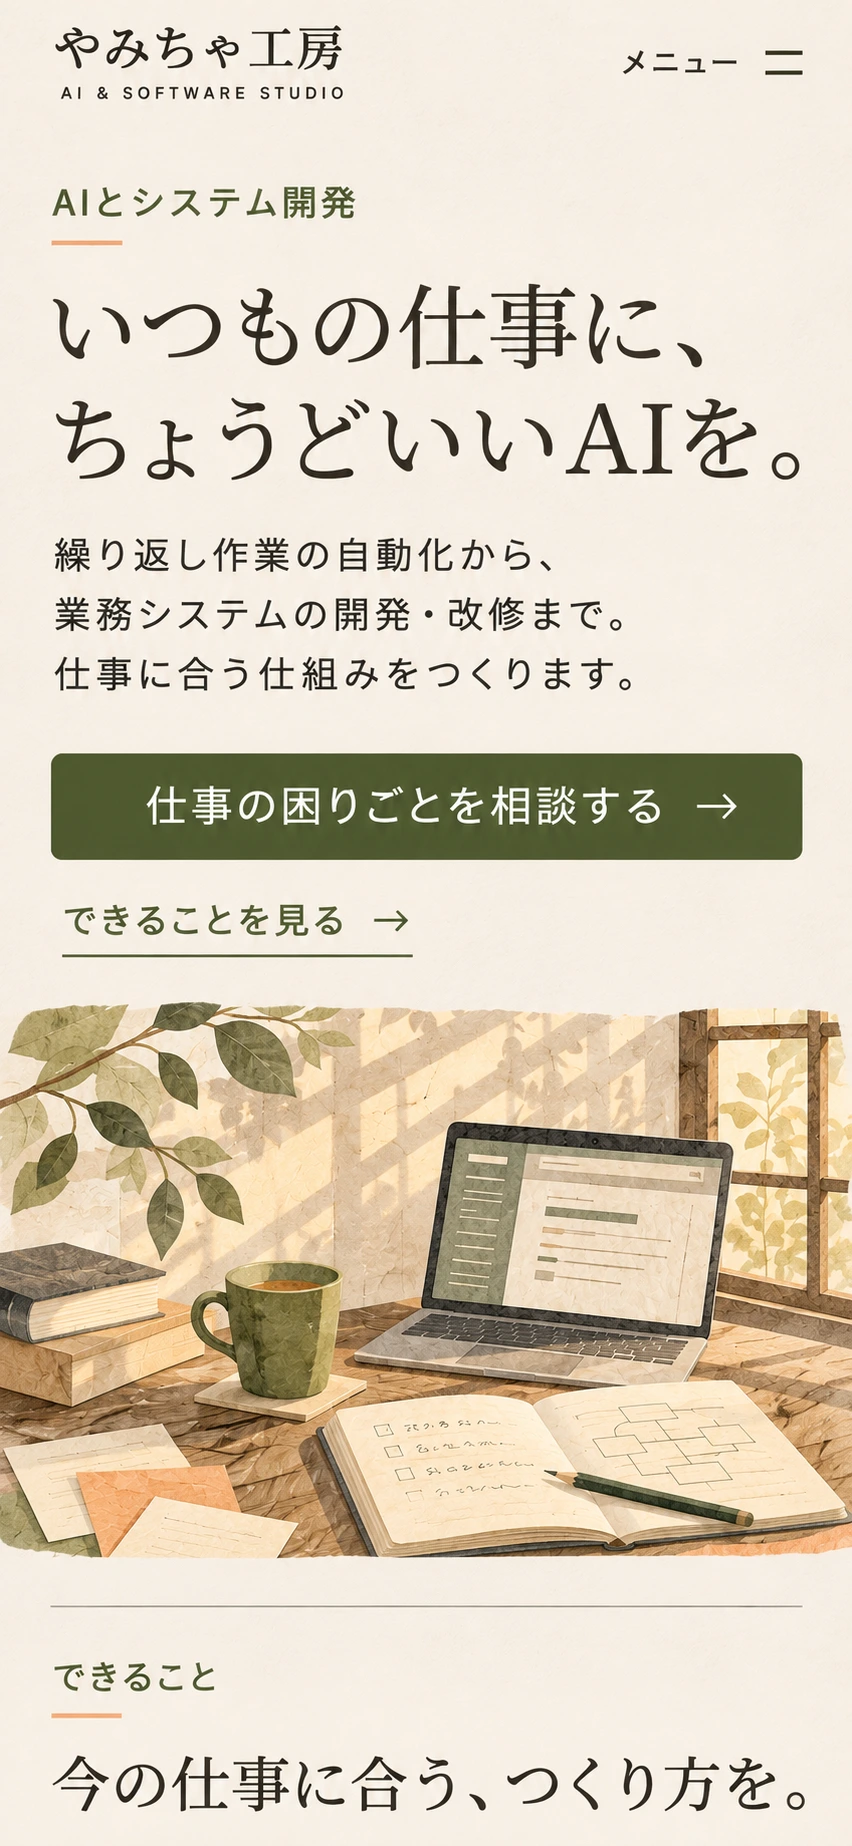 やみちゃ工房
AI & SOFTWARE STUDIO
メニュー
AIとシステム開発
いつもの仕事に、
ちょうどいいAIを。
繰り返し作業の自動化から、
業務システムの開発・改修まで。
仕事に合う仕組みをつくります。
仕事の困りごとを相談する →
できることを見る →
できること
今の仕事に合う、つくり方を。